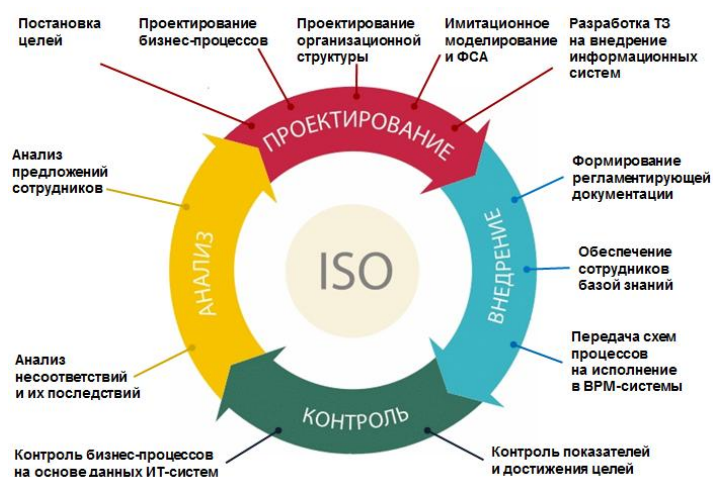 Постановка
целей
Проектирование
бизнес-процессов
Проектирование
организационной
структуры
Имитационное
моделирование
и ФСА
Разработка ТЗ
на внедрение
информационных
систем
ПРОЕКТИРОВАНИЕ
Формирование
регламентирующей
документации
Обеспечение
сотрудников
базой знаний
Передача схем
процессов
на исполнение
в BPM-системы
ВНЕДРЕНИЕ
Контроль показателей
и достижения целей
Контроль бизнес-процессов
на основе данных ИТ-систем
КОНТРОЛЬ
Анализ
несоответствий
и их последствий
Анализ
предложений
сотрудников
АНАЛИЗ
ISO